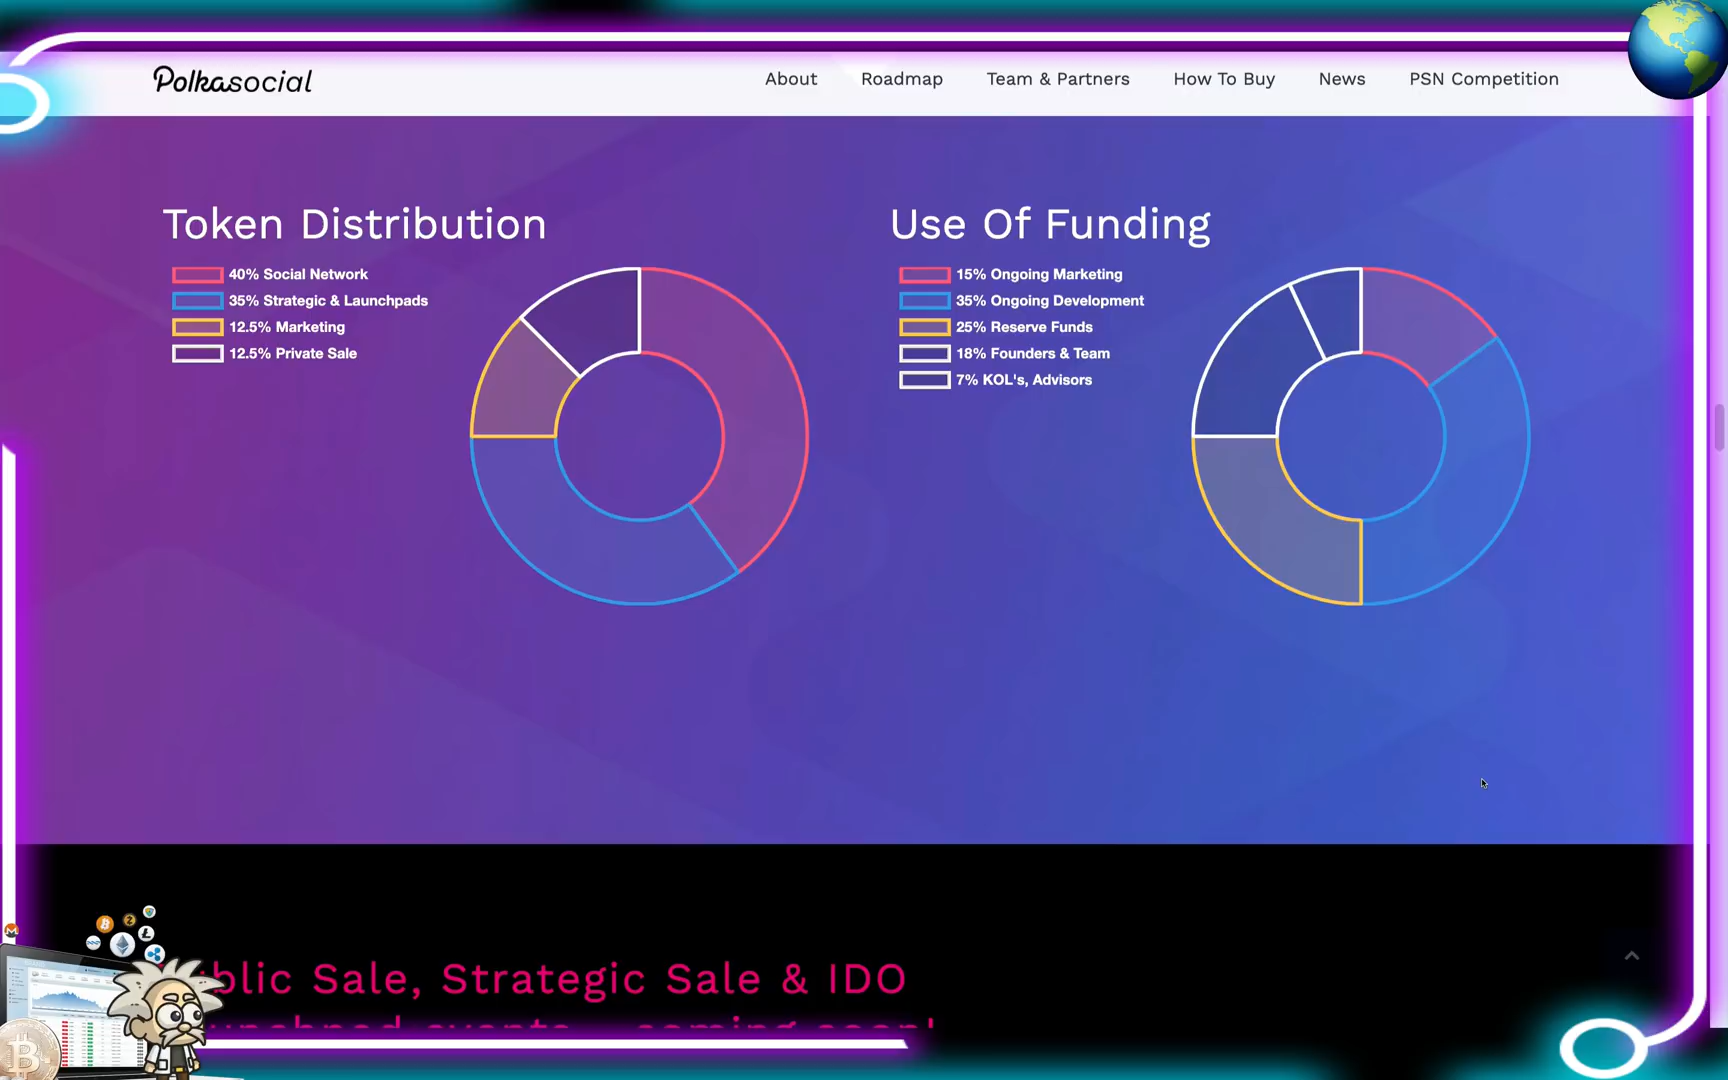 Polkasocial
About Roadmap Team & Partners How To Buy News PSN Competition
Token Distribution
40% Social Network
35% Strategic & Launchpads
12.5% Marketing
12.5% Private Sale
Use Of Funding
15% Ongoing Marketing
35% Ongoing Development
25% Reserve Funds
18% Founders & Team
7% KOL's, Advisors
blic Sale, Strategic Sale & IDO
coming soon!